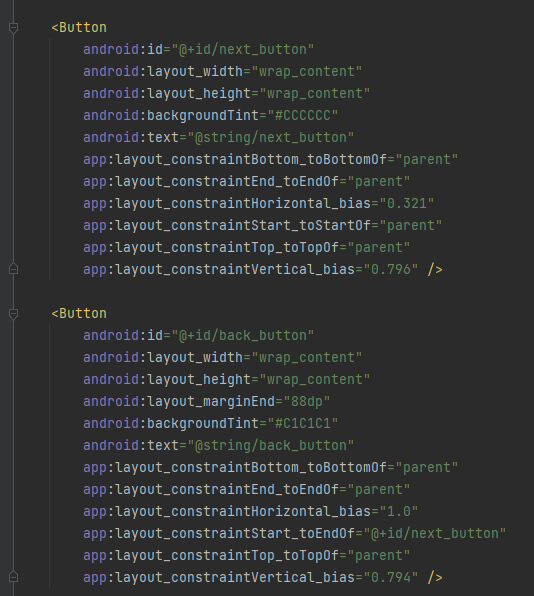 <Button
android:id="@+id/next_button"
android:layout_width="wrap_content"
android:layout_height="wrap_content"
android:backgroundTint="#CCCCCC"
android:text="@string/next_button"
app:layout_constraintBottom_toBottomOf="parent"
app:layout_constraintEnd_toEndOf="parent"
app:layout_constraintHorizontal_bias="0.321"
app:layout_constraintStart_toStartOf="parent"
app:layout_constraintTop_toTopOf="parent"
app:layout_constraintVertical_bias="0.796" />
<Button
android:id="@+id/back_button"
android:layout_width="wrap_content"
android:layout_height="wrap_content"
android:layout_marginEnd="88dp"
android:backgroundTint="#C1C1C1"
android:text="@string/back_button"
app:layout_constraintBottom_toBottomOf="parent"
app:layout_constraintEnd_toEndOf="parent"
app:layout_constraintHorizontal_bias="1.0"
app:layout_constraintStart_toEndOf="@+id/next_button"
app:layout_constraintTop_toTopOf="parent"
app:layout_constraintVertical_bias="0.794" />